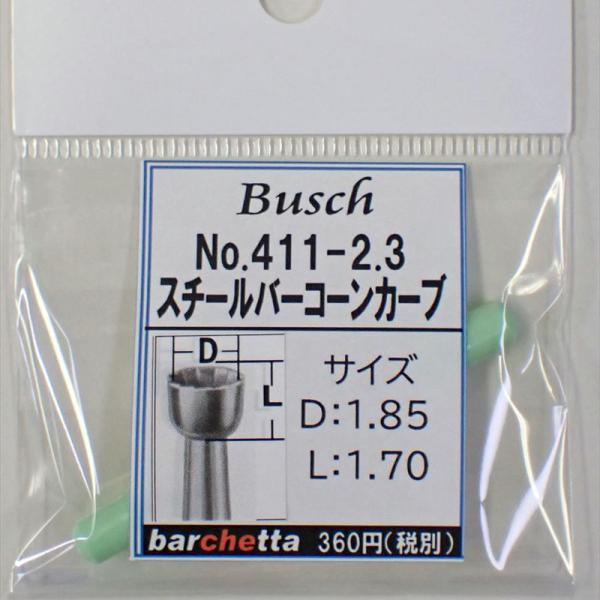 Busch
No.411-2.3
スチールバーコーンカーブ
D
L
サイズ
D:1.85
L:1.70
barchetta 360円(税別)